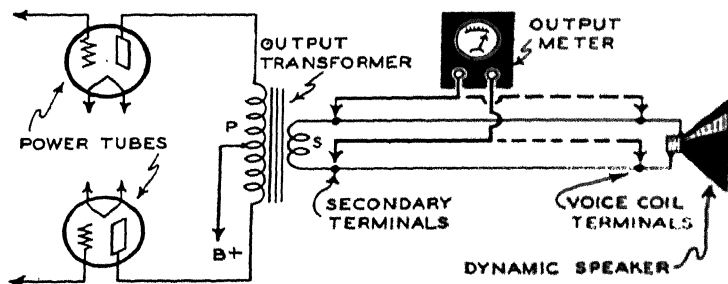 OUTPUT
METER
OUTPUT
TRANSFORMER
POWER TUBES
P
S
B+
SECONDARY
TERMINALS
VOICE COIL
TERMINALS
DYNAMIC SPEAKER